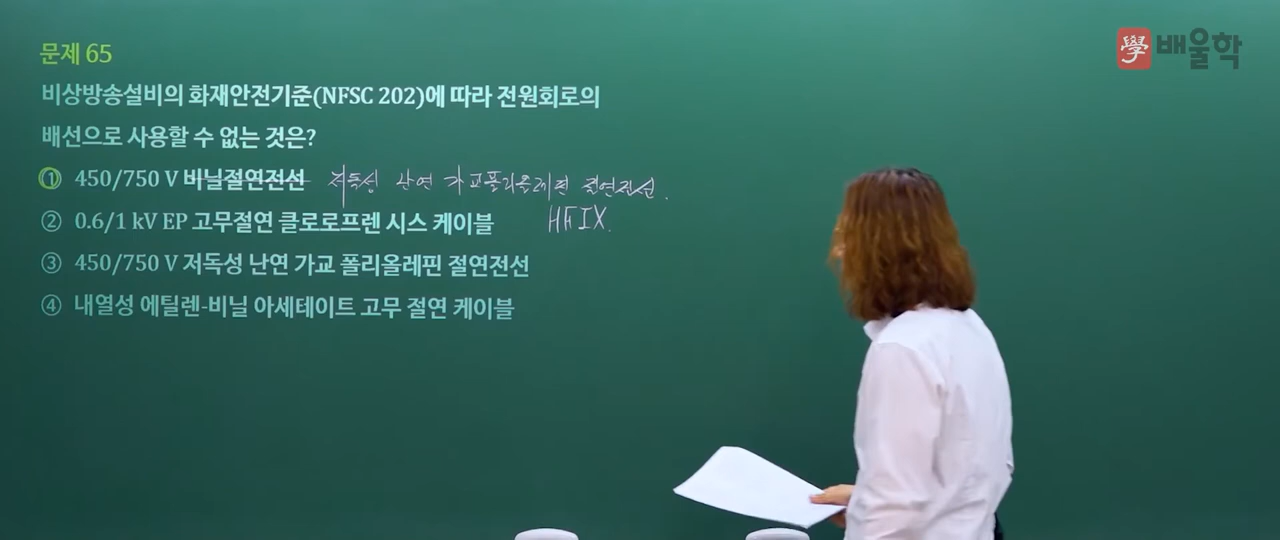 문제 65
學 배울학
비상방송설비의 화재안전기준(NFSC 202)에 따라 전원회로의
배선으로 사용할 수 없는 것은?
① 450/750 V 비닐절연전선 저독성 난연 가교폴리올레핀 절연전선.
② 0.6/1 kV EP 고무절연 클로로프렌 시스 케이블 HFIX.
③ 450/750 V 저독성 난연 가교 폴리올레핀 절연전선
④ 내열성 에틸렌-비닐 아세테이트 고무 절연 케이블